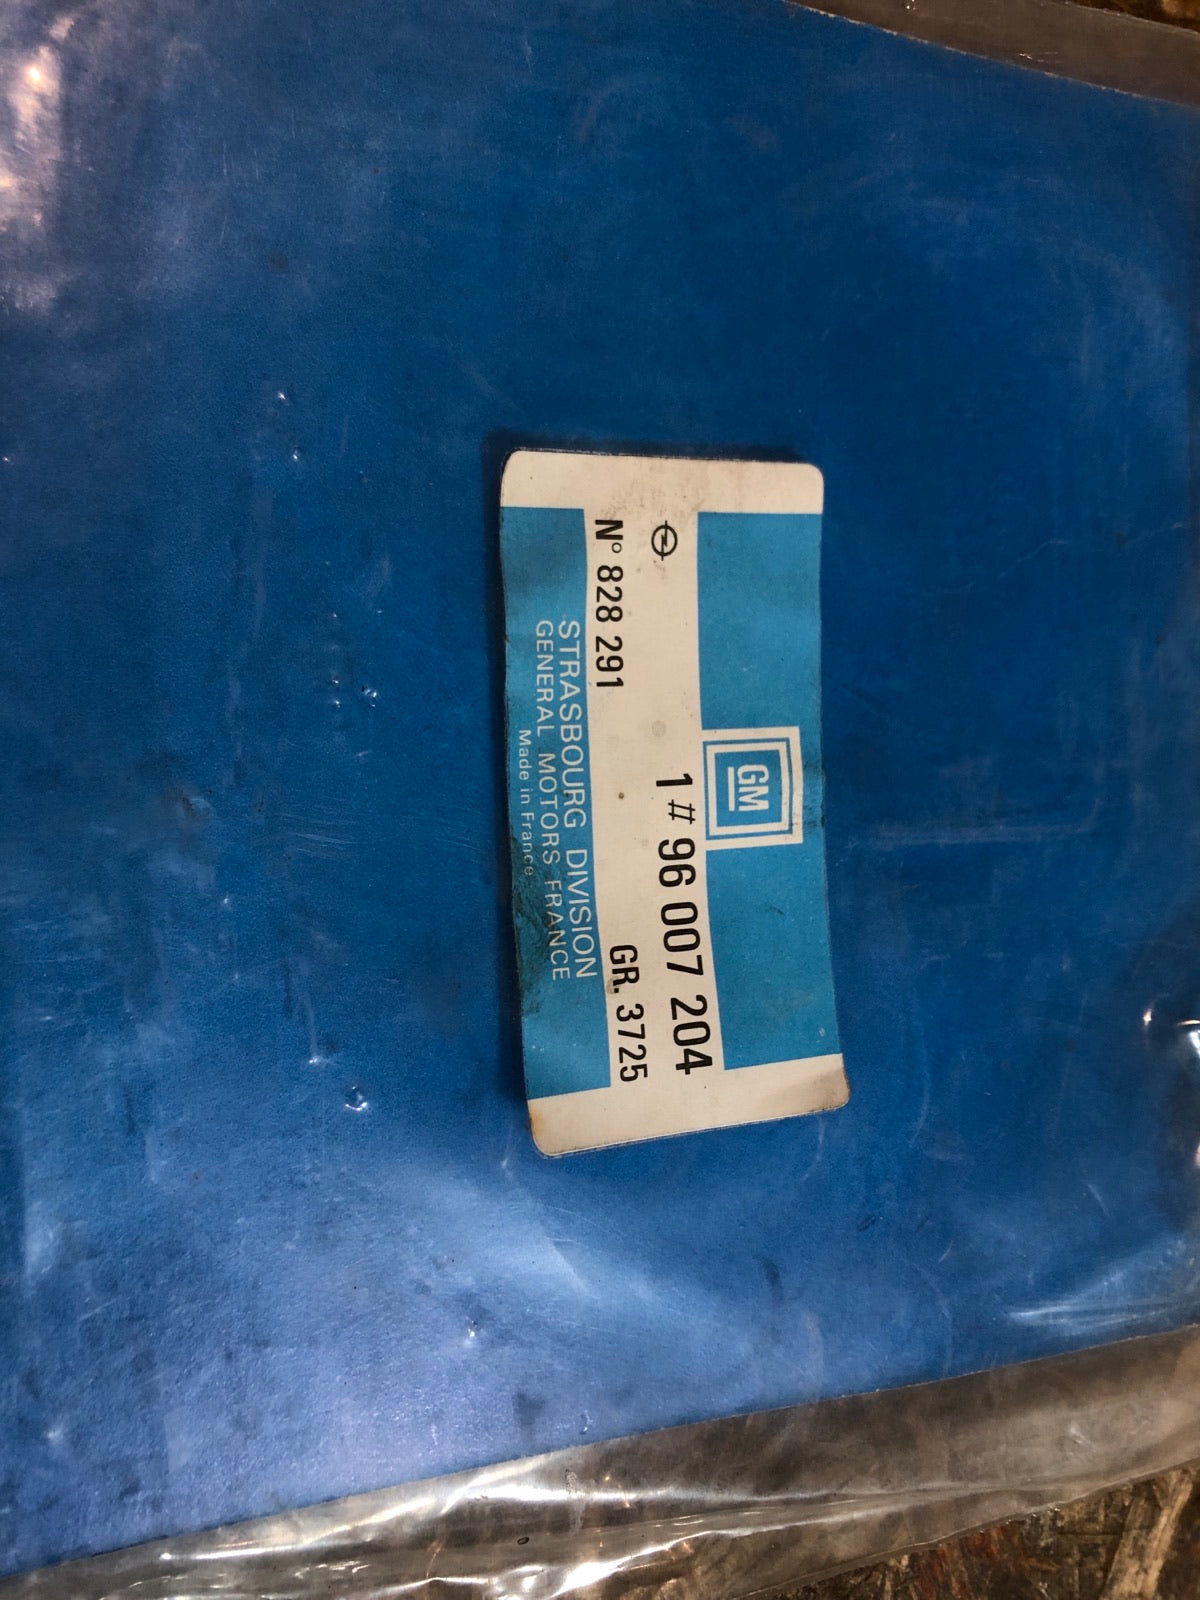 GM
1 # 96 007 204
N° 828 291 GR. 3725
STRASBOURG DIVISION
GENERAL MOTORS FRANCE
Made in France